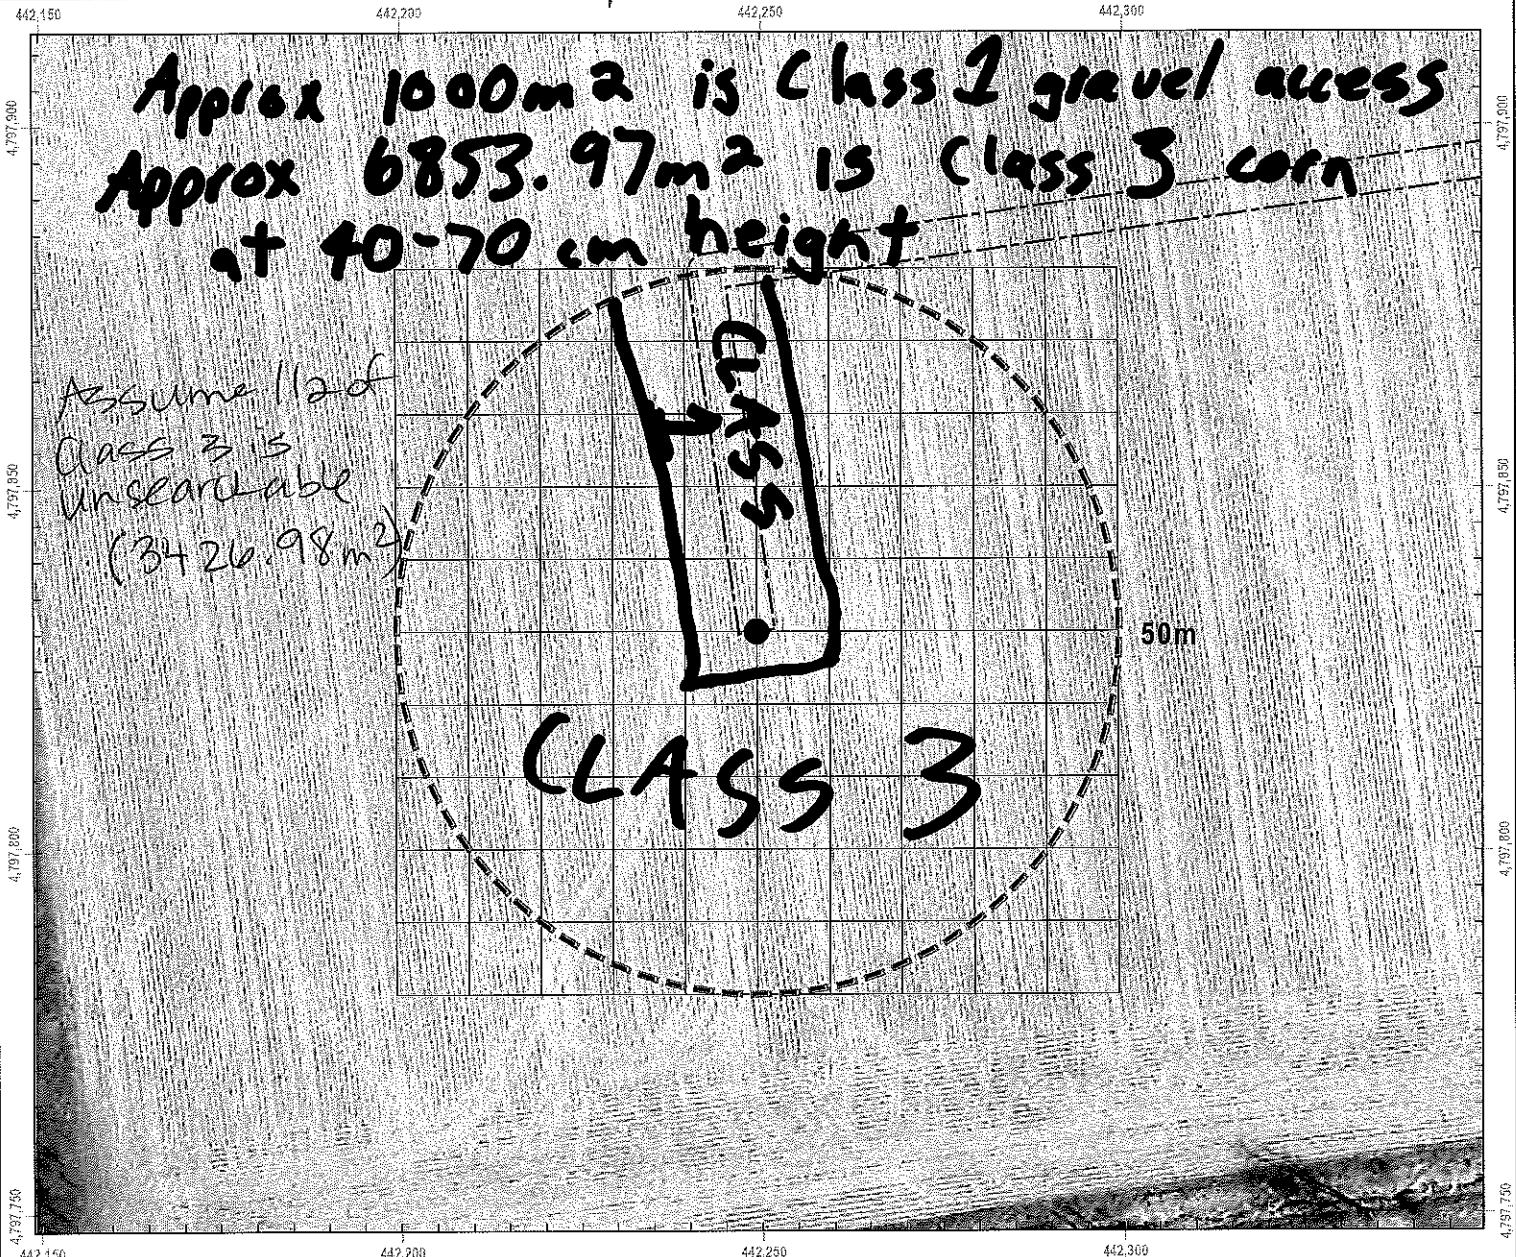 442,150 442,200 442,250 442,300
Approx 1000m2 is Class 1 gravel access
4,797,900 4,797,900
Approx 6853.97m2 is Class 3 corn
at 40-70 cm height
CLASS 1
Assume 1/2 of
Class 3 is
unsearchable
(3426.98m2)
4,797,850 4,797,850
50m
CLASS 3
4,797,800 4,797,800
4,797,750 4,797,750
442,150 442,200 442,250 442,300